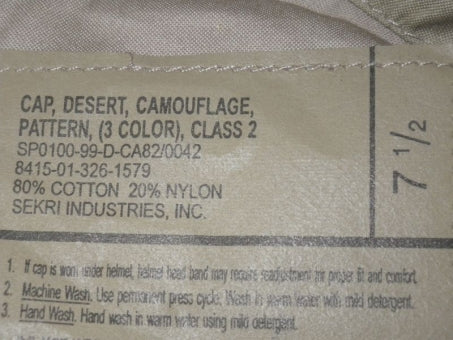 CAP, DESERT, CAMOUFLAGE,
PATTERN, (3 COLOR), CLASS 2
SP0100-99-D-CA82/0042
8415-01-326-1579
80% COTTON 20% NYLON
SEKRI INDUSTRIES, INC.
7 1/2
1. If cap is worn under helmet, helmet head band may require readjustment for proper fit and comfort.
2. Machine Wash. Use permanent press cycle. Wash in warm water with mild detergent.
3. Hand Wash. Hand wash in warm water using mild detergent.